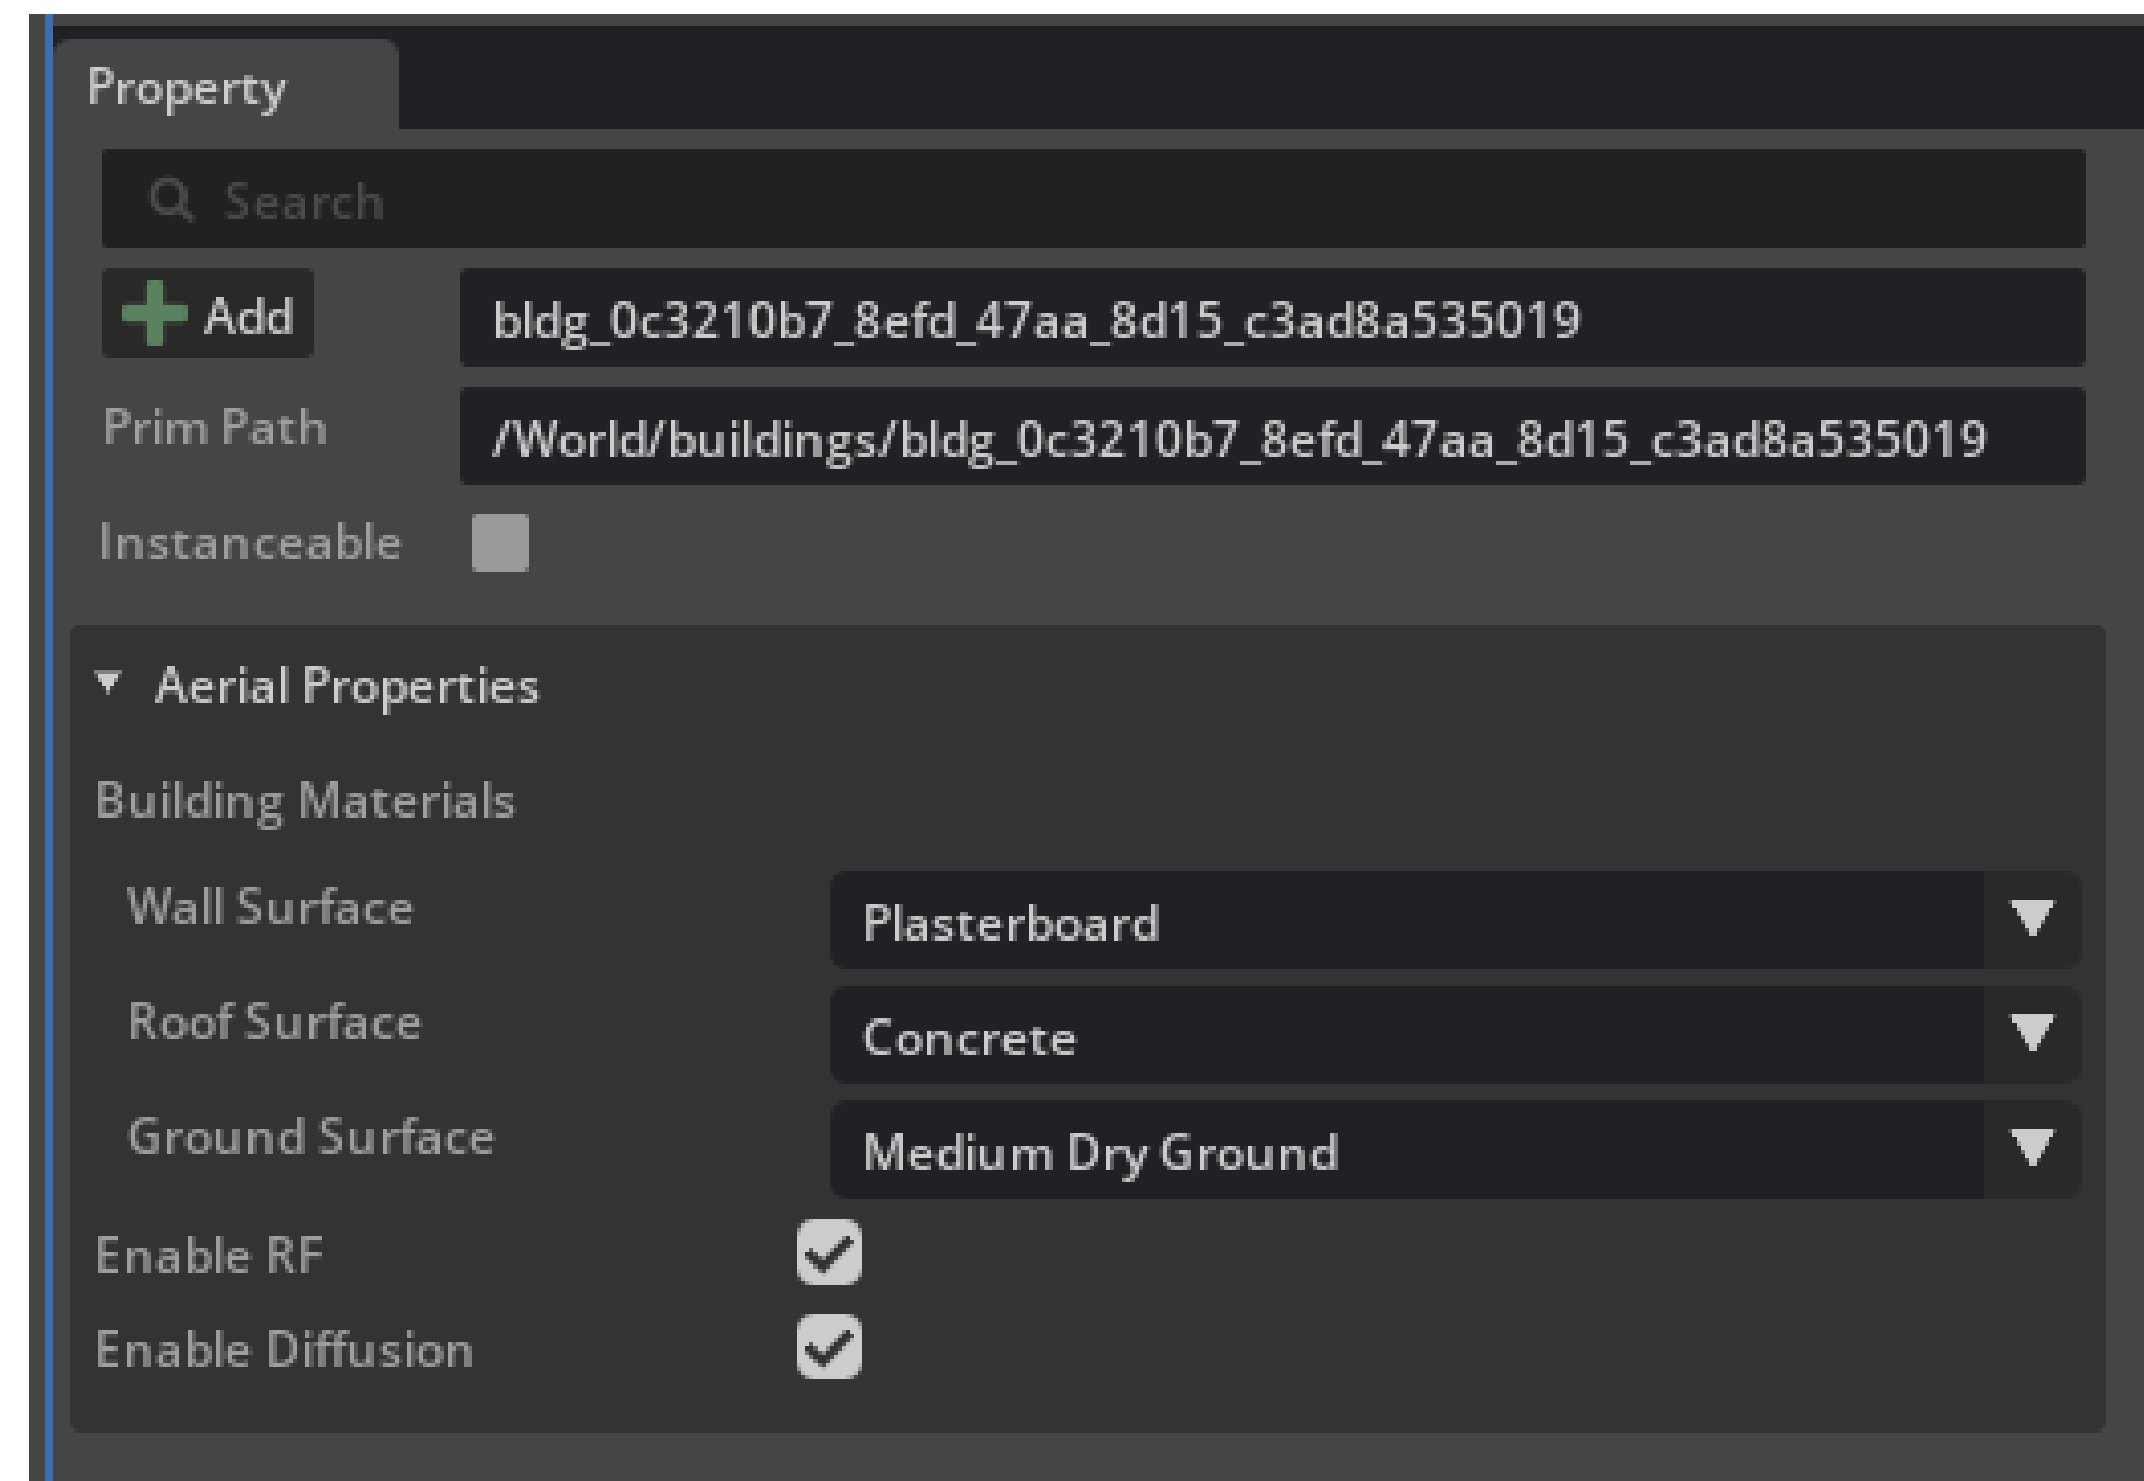 Property
Search
Add bldg_0c3210b7_8efd_47aa_8d15_c3ad8a535019
Prim Path /World/buildings/bldg_0c3210b7_8efd_47aa_8d15_c3ad8a535019
Instanceable
Aerial Properties
Building Materials
Wall Surface Plasterboard
Roof Surface Concrete
Ground Surface Medium Dry Ground
Enable RF
Enable Diffusion